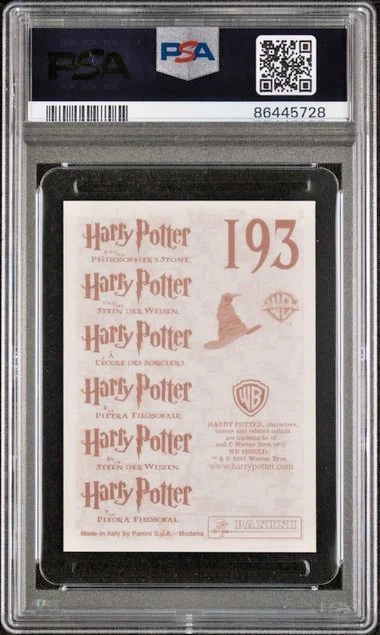 PSA
PSA
86445728
Harry Potter
AND THE
PHILOSOPHER'S STONE
193
Harry Potter
UND DER
STEIN DER WEISEN
Harry Potter
À
L'ÉCOLE DES SORCIERS
Harry Potter
E LA
PIETRA FILOSOFALE
Harry Potter
EN DE
STEEN DER WIJZEN
Harry Potter
Y LA
PIEDRA FILOSOFAL
WB
HARRY POTTER, characters,
names and related indicia
are trademarks of
and © Warner Bros.
WB SHIELD:
™ & © 2001 Warner Bros.
www.harrypotter.com
PANINI
Made in Italy by Panini S.p.A. - Modena